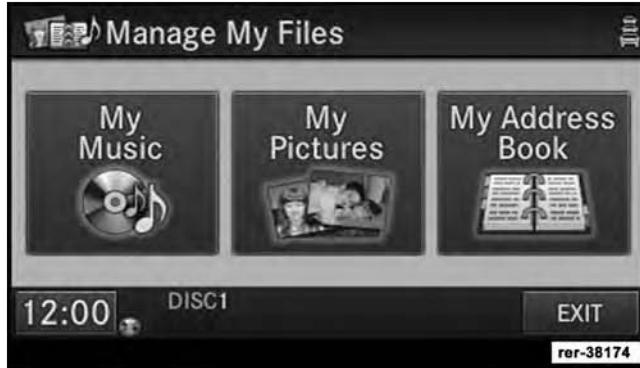 Manage My Files
My
Music
My
Pictures
My Address
Book
12:00
DISC1
EXIT
rer-38174